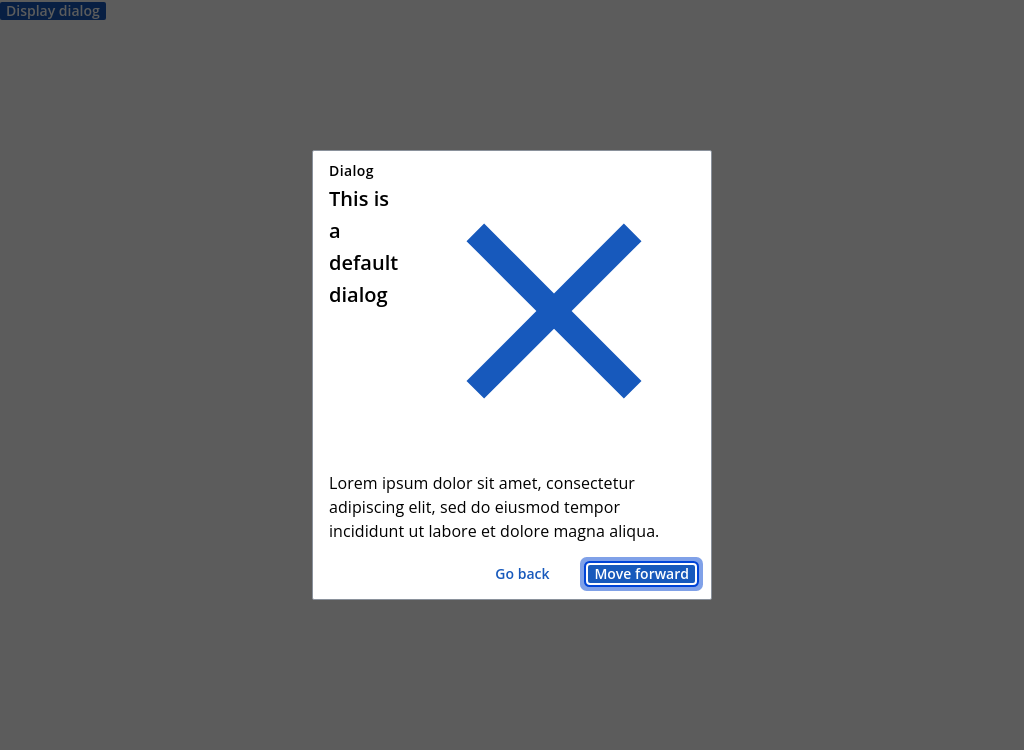 Display dialog
Dialog
This is
a
default
dialog
Lorem ipsum dolor sit amet, consectetur
adipiscing elit, sed do eiusmod tempor
incididunt ut labore et dolore magna aliqua.
Go back
Move forward